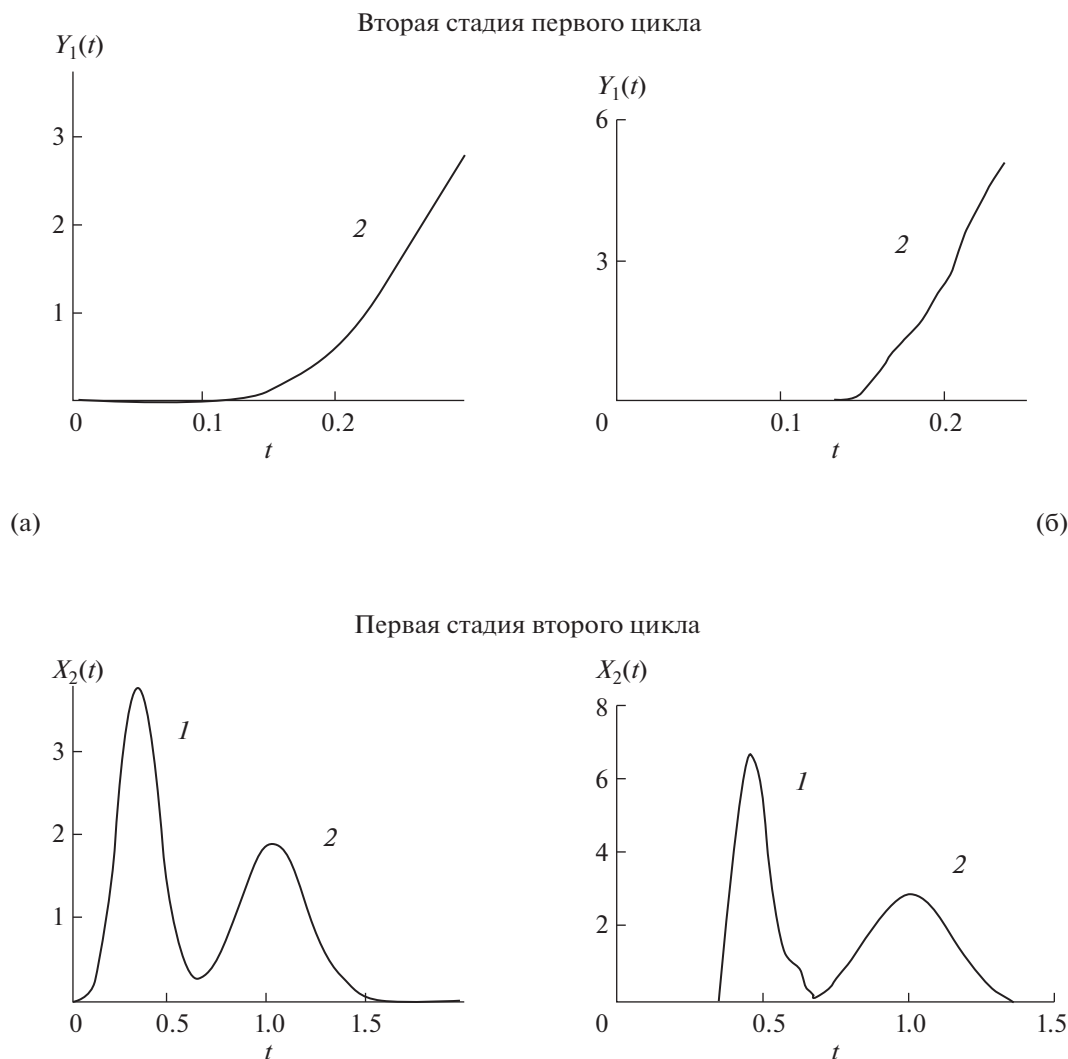 Вторая стадия первого цикла
Y₁(t)
3
2
1
0
0.1
0.2
t
2
Y₁(t)
6
3
0
0.1
0.2
t
2
(а)
(б)
Первая стадия второго цикла
X₂(t)
3
2
1
0
0.5
1.0
1.5
t
1
2
X₂(t)
8
6
4
2
0
0.5
1.0
1.5
t
1
2